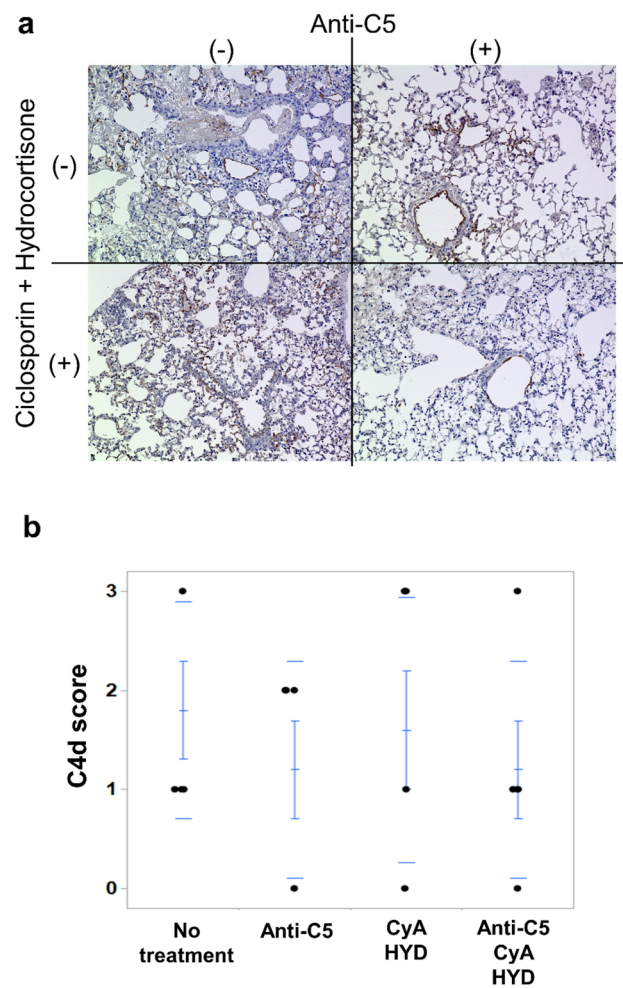 a
Anti-C5
(-)
(+)
Ciclosporin + Hydrocortisone
(-)
(+)
b
C4d score
3
2
1
0
No
treatment
Anti-C5
CyA
HYD
Anti-C5
CyA
HYD